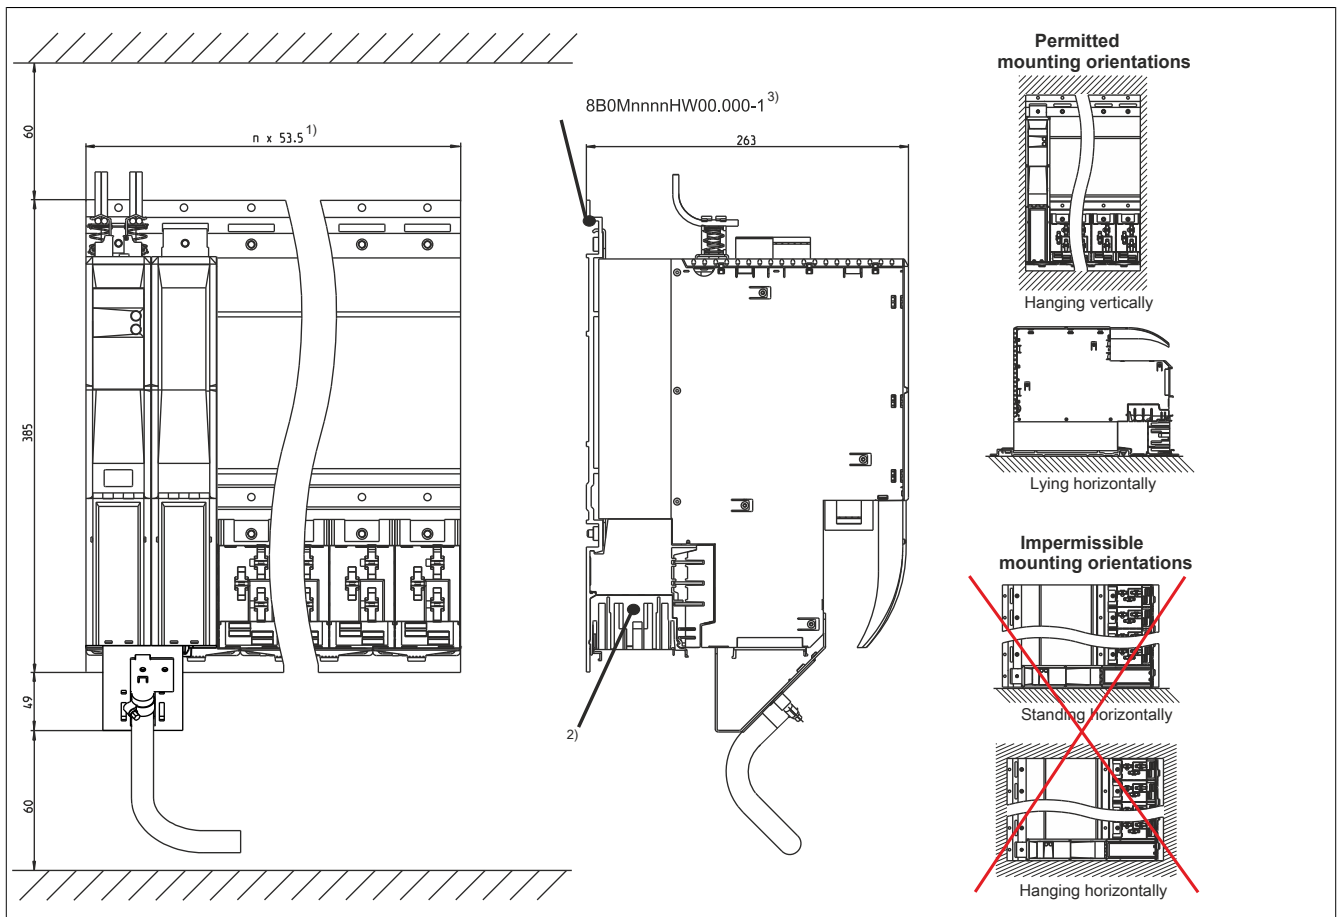 Permitted
mounting orientations
8B0MnnnnHW00.000-1 3)
60
n x 53.5 1)
263
Hanging vertically
385
Lying horizontally
Impermissible
mounting orientations
49
Standing horizontally
2)
60
Hanging horizontally